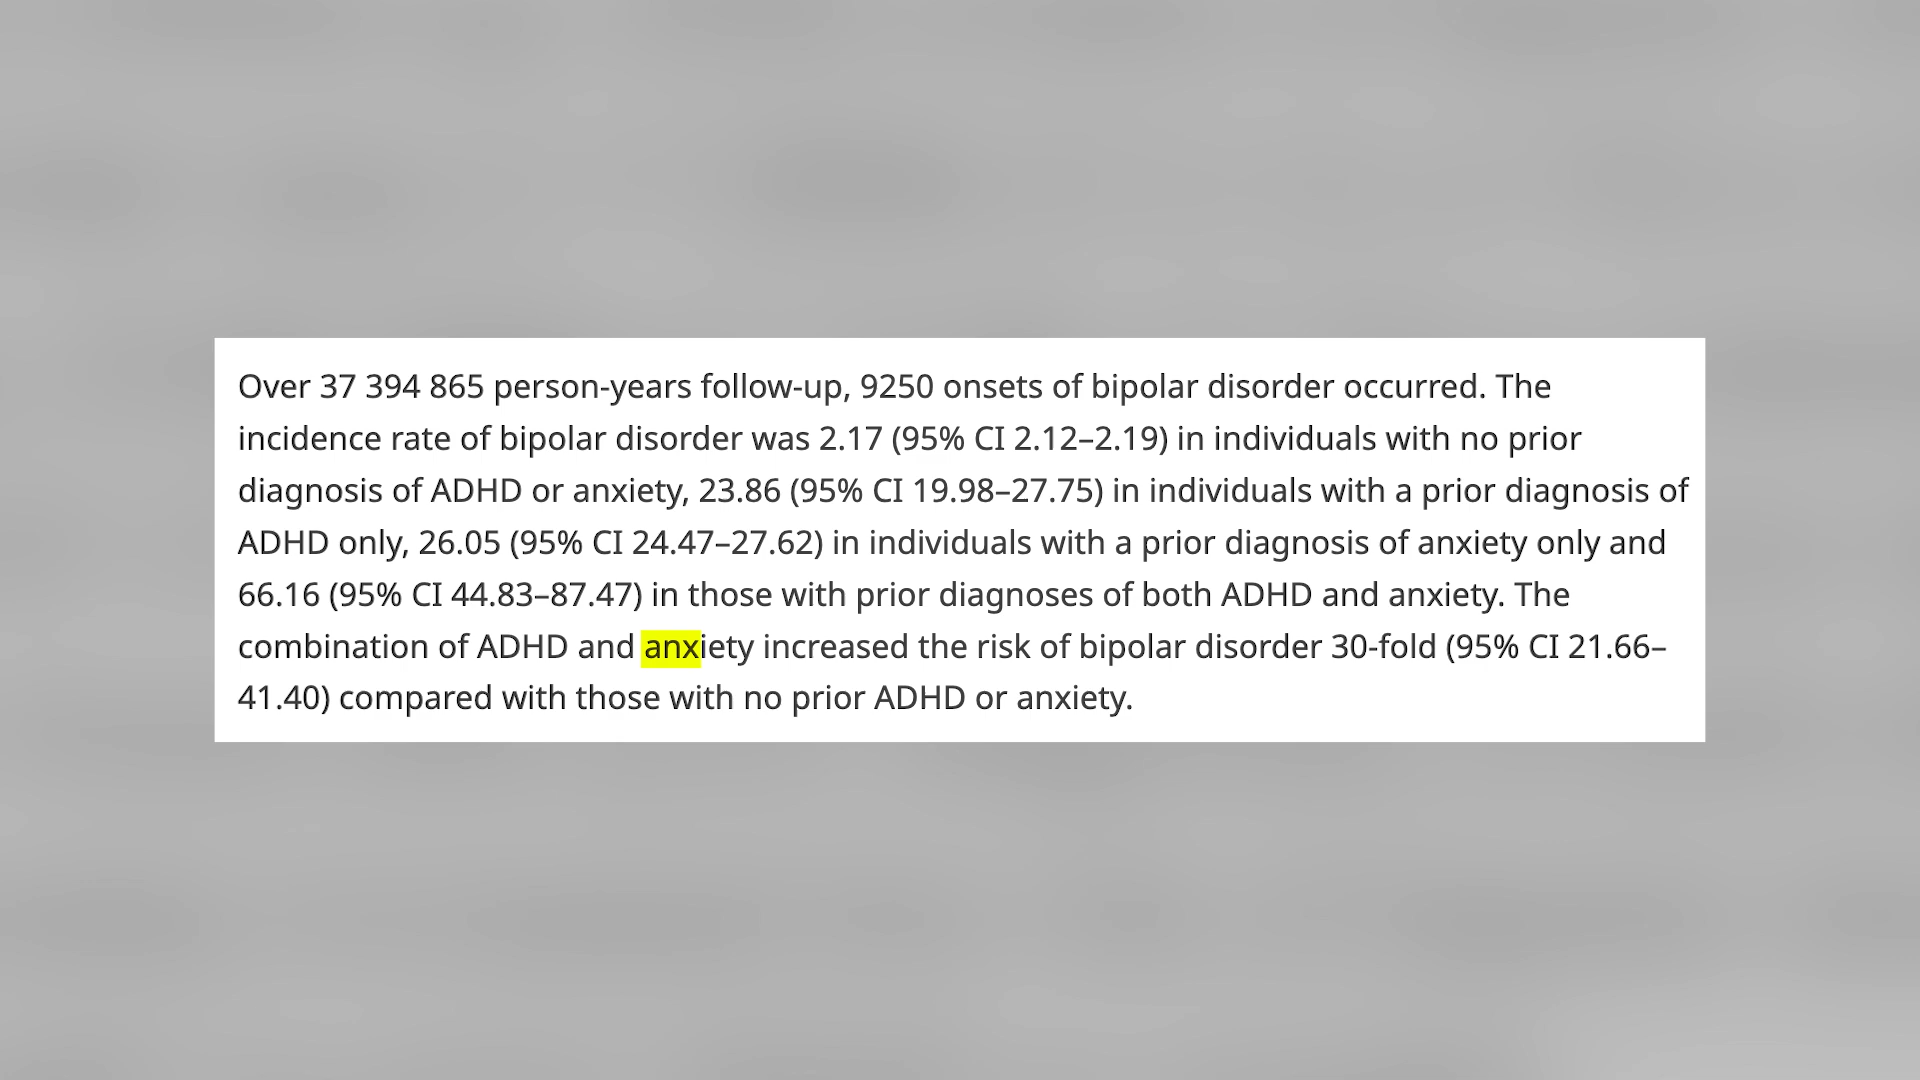 Over 37 394 865 person-years follow-up, 9250 onsets of bipolar disorder occurred. The
incidence rate of bipolar disorder was 2.17 (95% CI 2.12–2.19) in individuals with no prior
diagnosis of ADHD or anxiety, 23.86 (95% CI 19.98–27.75) in individuals with a prior diagnosis of
ADHD only, 26.05 (95% CI 24.47–27.62) in individuals with a prior diagnosis of anxiety only and
66.16 (95% CI 44.83–87.47) in those with prior diagnoses of both ADHD and anxiety. The
combination of ADHD and anxiety increased the risk of bipolar disorder 30-fold (95% CI 21.66–
41.40) compared with those with no prior ADHD or anxiety.